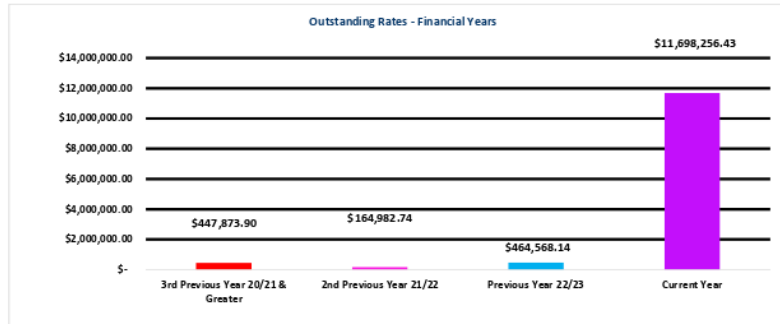 Outstanding Rates - Financial Years
$11,698,256.43
$14,000,000.00
$12,000,000.00
$10,000,000.00
$8,000,000.00
$6,000,000.00
$4,000,000.00
$2,000,000.00
$-
$447,873.90
$164,982.74
$464,568.14
3rd Previous Year 20/21 &
Greater
2nd Previous Year 21/22
Previous Year 22/23
Current Year